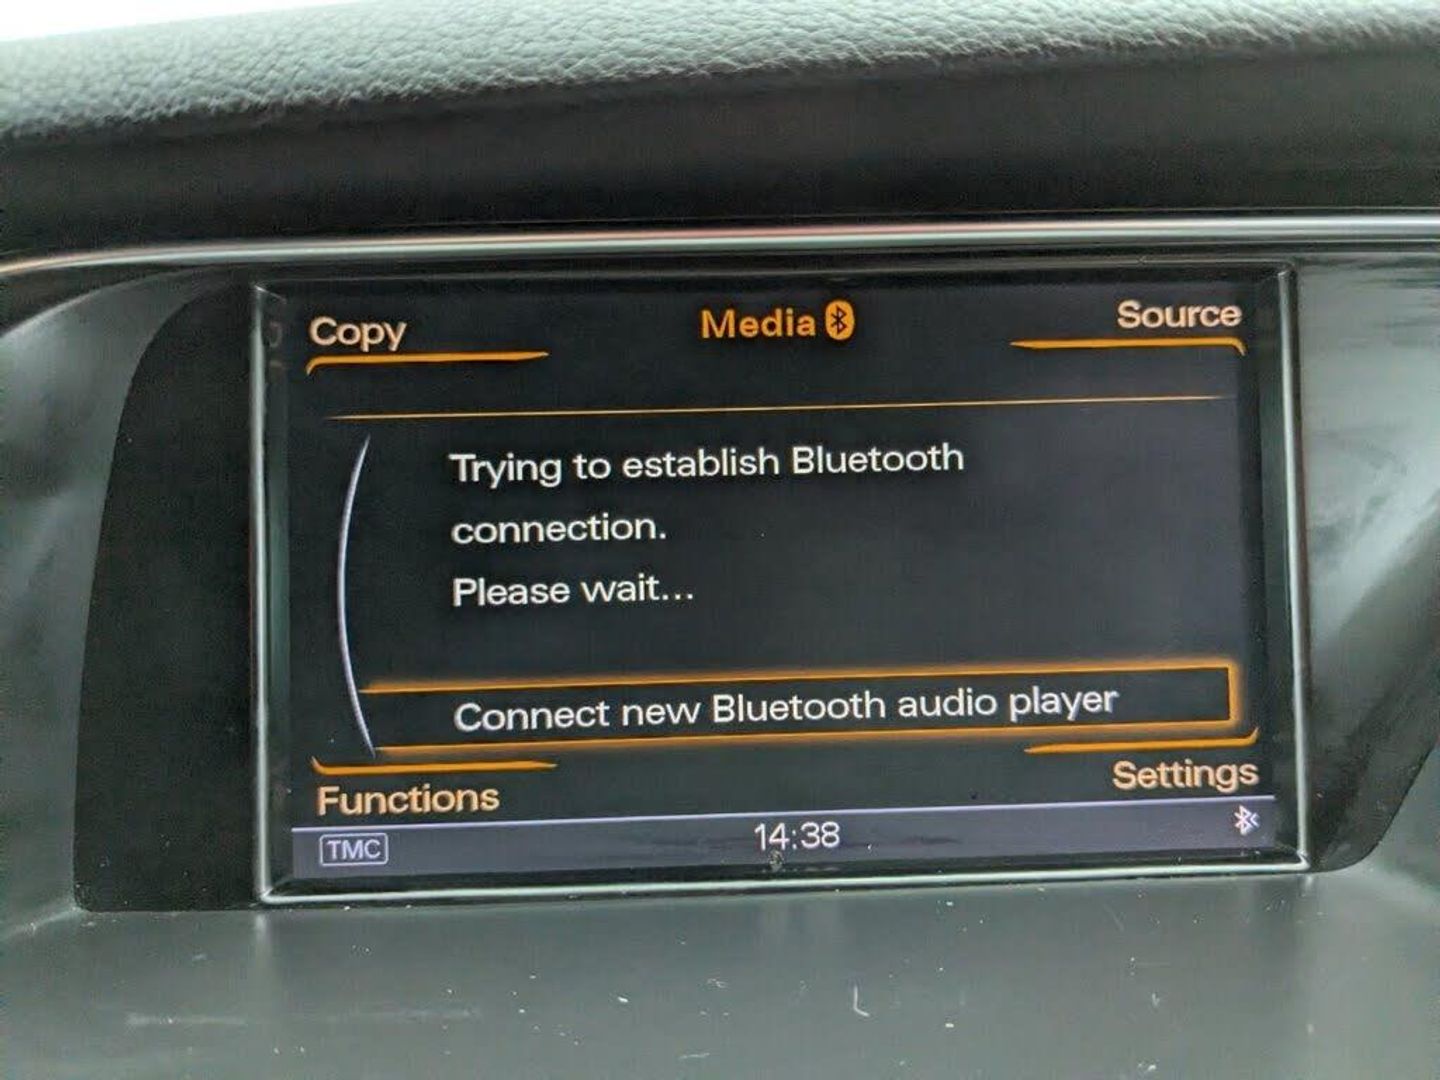 Copy
Media
Source
Trying to establish Bluetooth
connection.
Please wait...
Connect new Bluetooth audio player
Functions
Settings
TMC
14:38